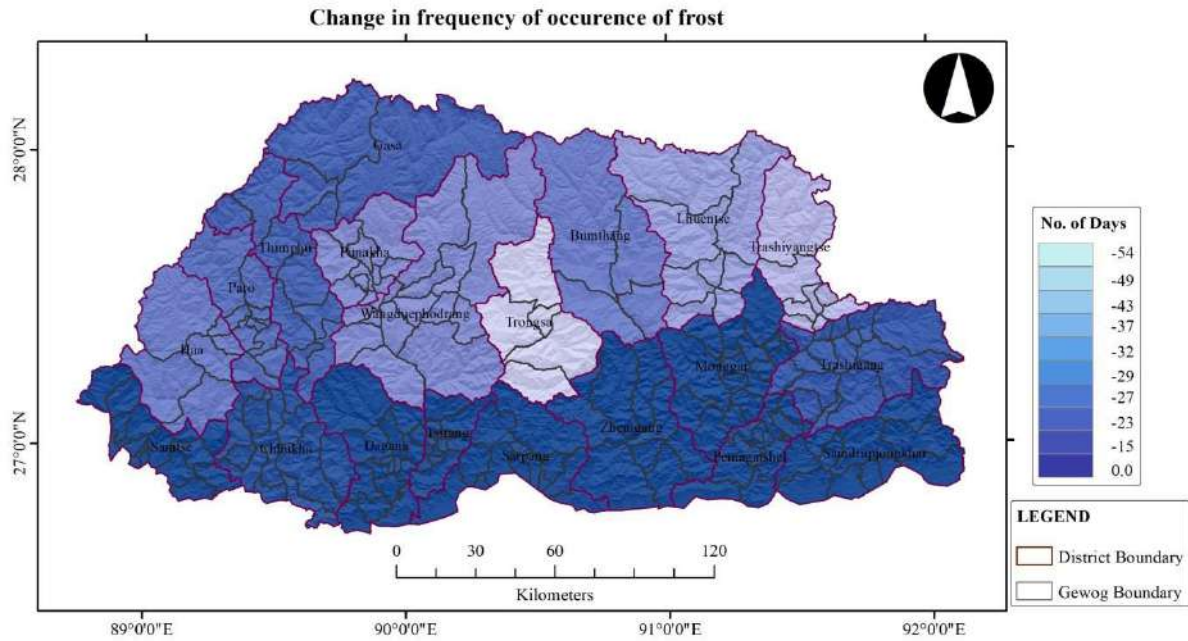 Change in frequency of occurence of frost
28°0'0"N
27°0'0"N
Gasa
Thimphu
Punakha
Bumthang
Lhuentse
Trashiyangtse
Paro
Wangduephodrang
Trongsa
Haa
Monggar
Trashigang
Samtse
Chhukha
Dagana
Tsirang
Sarpang
Zhemgang
Pemagatshel
Samdrupjongkhar
No. of Days
-54
-49
-43
-37
-32
-29
-27
-23
-15
0.0
LEGEND
District Boundary
Gewog Boundary
0 30 60 120
Kilometers
89°0'0"E 90°0'0"E 91°0'0"E 92°0'0"E